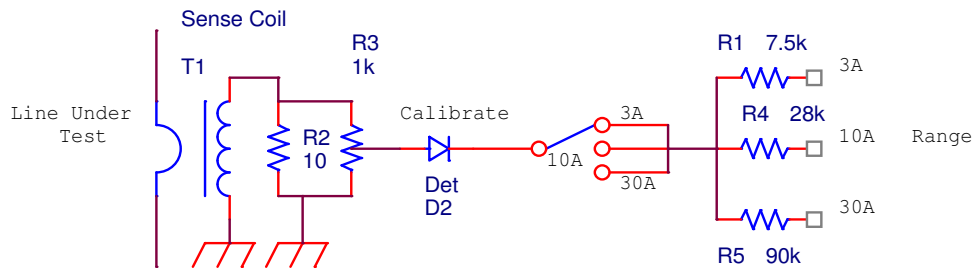 Sense Coil
T1
Line Under
Test
R3
1k
R2
10
Calibrate
Det
D2
3A
10A
30A
R1 7.5k
3A
R4 28k
10A
Range
30A
R5 90k